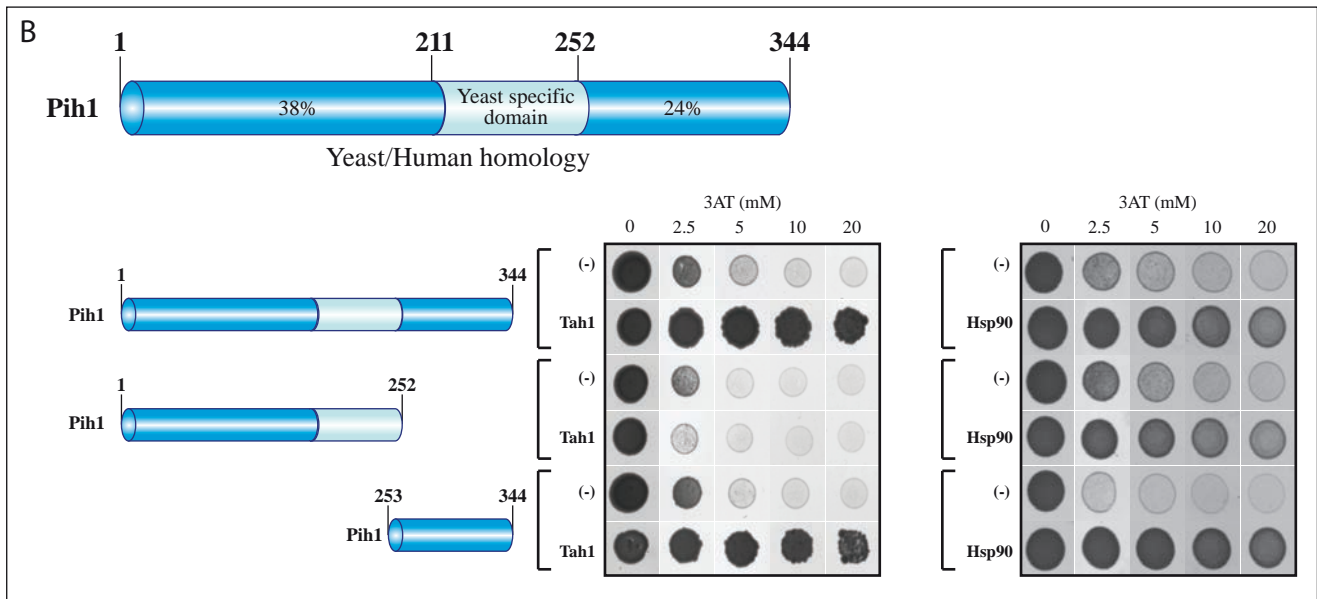 B
1 211 252 344
Pih1 38% Yeast specific domain 24%
Yeast/Human homology
3AT (mM)
0 2.5 5 10 20
3AT (mM)
0 2.5 5 10 20
1 344
Pih1
(-)
Tah1
(-)
Hsp90
1 252
Pih1
(-)
Tah1
(-)
Hsp90
253 344
Pih1
(-)
Tah1
(-)
Hsp90